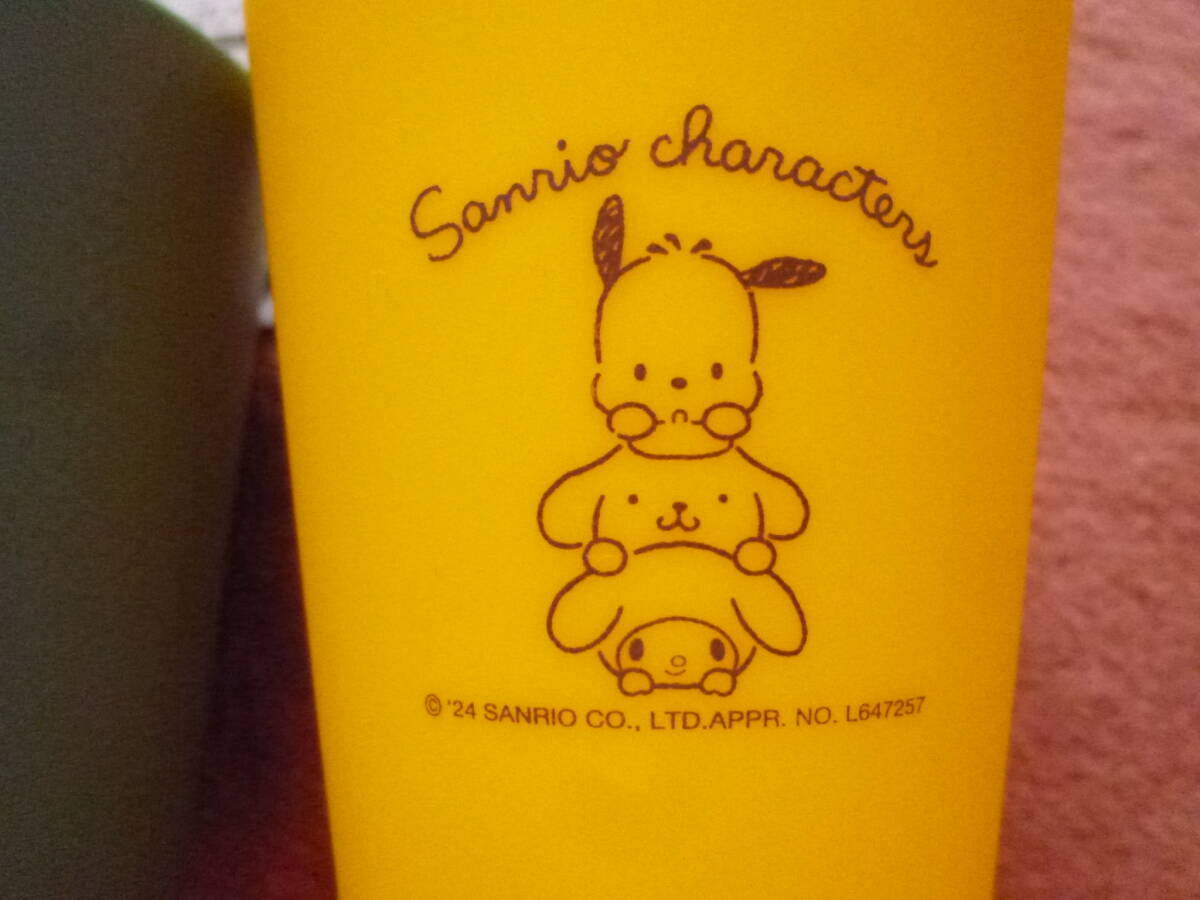 Sanrio characters
© '24 SANRIO CO., LTD.APPR. NO. L647257